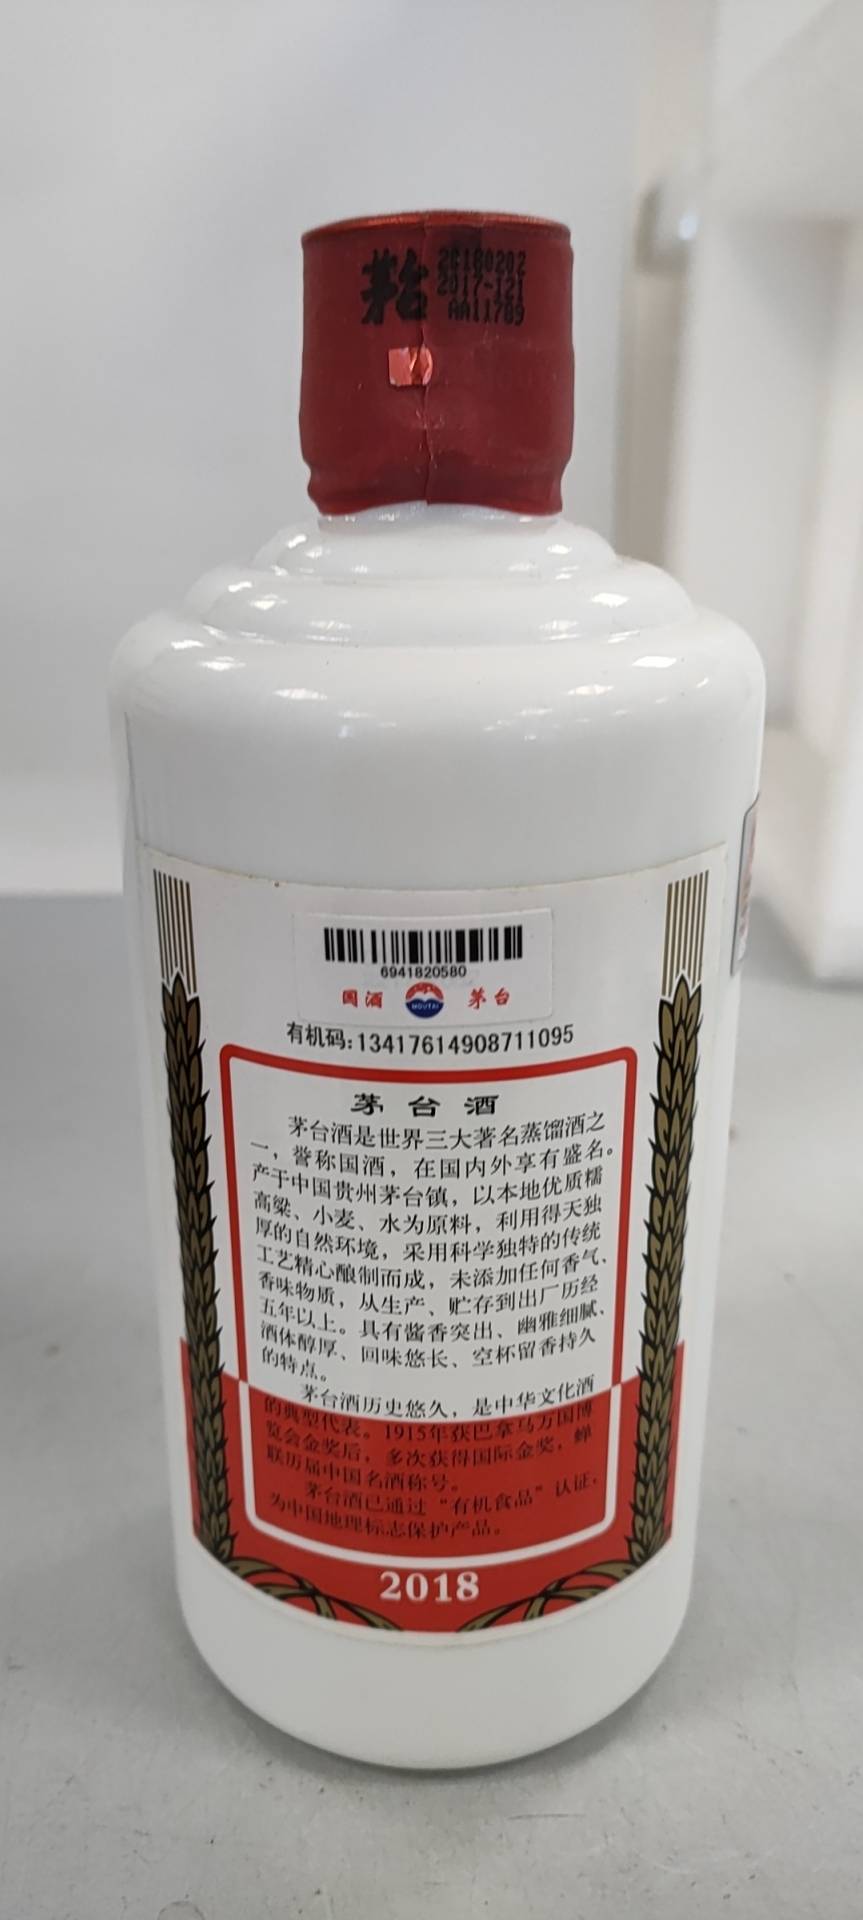 茅台
20180202
2017-121
AA11789
6941820580
国酒
MOUTAI
茅台
有机码:13417614908711095
茅台酒
茅台酒是世界三大著名蒸馏酒之
一，誉称国酒，在国内外享有盛名。
产于中国贵州茅台镇，以本地优质糯
高粱、小麦、水为原料，利用得天独
厚的自然环境，采用科学独特的传统
工艺精心酿制而成，未添加任何香气、
香味物质，从生产、贮存到出厂历经
五年以上。具有酱香突出、幽雅细腻、
酒体醇厚、回味悠长、空杯留香持久
的特点。
茅台酒历史悠久，是中华文化酒
的典型代表。1915年获巴拿马万国博
览会金奖后，多次获得国际金奖，蝉
联历届中国名酒称号。
茅台酒已通过“有机食品”认证，
为中国地理标志保护产品。
2018